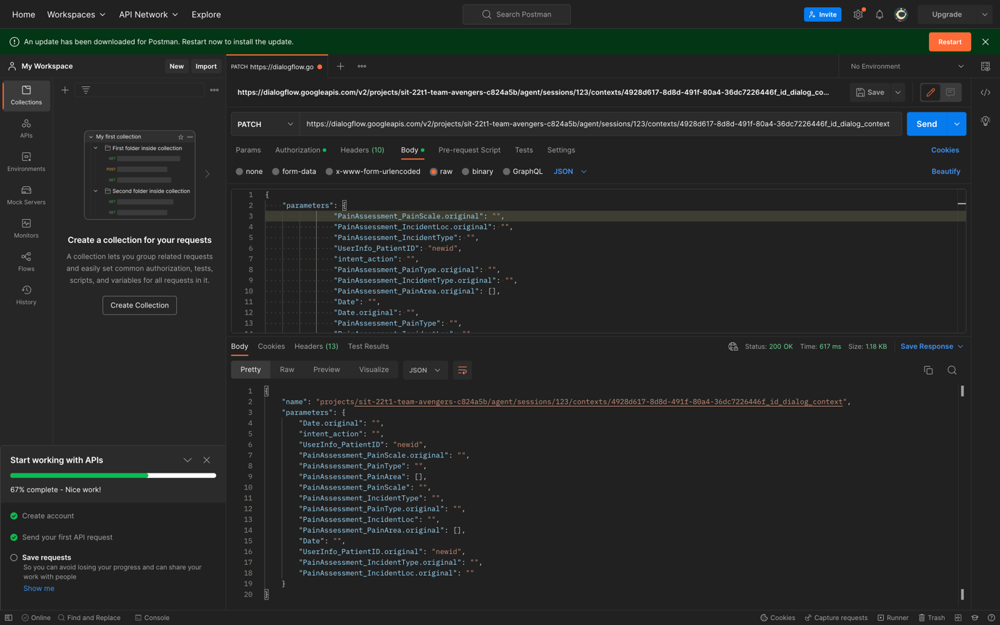 Home Workspaces API Network Explore Search Postman Invite Upgrade
An update has been downloaded for Postman. Restart now to install the update. Restart
My Workspace New Import PATCH https://dialogflow.go No Environment
Collections
APIs
Environments
Mock Servers
Monitors
Flows
History
My first collection
First folder inside collection
GET
POST
GET
Second folder inside collection
GET
GET
Create a collection for your requests
A collection lets you group related requests
and easily set common authorization, tests,
scripts, and variables for all requests in it.
Create Collection
Start working with APIs
67% complete - Nice work!
Create account
Send your first API request
Save requests
So you can avoid losing your progress and can share your
work with people
Show me
https://dialogflow.googleapis.com/v2/projects/sit-22t1-team-avengers-c824a5b/agent/sessions/123/contexts/4928d617-8d8d-491f-80a4-36dc7226446f_id_dialog_co... Save
PATCH https://dialogflow.googleapis.com/v2/projects/sit-22t1-team-avengers-c824a5b/agent/sessions/123/contexts/4928d617-8d8d-491f-80a4-36dc7226446f_id_dialog_context Send
Params Authorization Headers (10) Body Pre-request Script Tests Settings Cookies
none form-data x-www-form-urlencoded raw binary GraphQL JSON Beautify
1 {
2 "parameters": {
3 "PainAssessment_PainScale.original": "",
4 "PainAssessment_IncidentLoc.original": "",
5 "PainAssessment_IncidentType": "",
6 "UserInfo_PatientID": "newid",
7 "intent_action": "",
8 "PainAssessment_PainType.original": "",
9 "PainAssessment_IncidentType.original": "",
10 "PainAssessment_PainArea.original": [],
11 "Date": "",
12 "Date.original": "",
13 "PainAssessment_PainType": "",
Body Cookies Headers (13) Test Results Status: 200 OK Time: 617 ms Size: 1.18 KB Save Response
Pretty Raw Preview Visualize JSON
1 {
2 "name": "projects/sit-22t1-team-avengers-c824a5b/agent/sessions/123/contexts/4928d617-8d8d-491f-80a4-36dc7226446f_id_dialog_context",
3 "parameters": {
4 "Date.original": "",
5 "intent_action": "",
6 "UserInfo_PatientID": "newid",
7 "PainAssessment_PainScale.original": "",
8 "PainAssessment_PainType": "",
9 "PainAssessment_PainArea": [],
10 "PainAssessment_PainScale": "",
11 "PainAssessment_IncidentType": "",
12 "PainAssessment_PainType.original": "",
13 "PainAssessment_IncidentLoc": "",
14 "PainAssessment_PainArea.original": [],
15 "Date": "",
16 "UserInfo_PatientID.original": "newid",
17 "PainAssessment_IncidentType.original": "",
18 "PainAssessment_IncidentLoc.original": ""
19 }
20 }
Online Find and Replace Console Cookies Capture requests Runner Trash